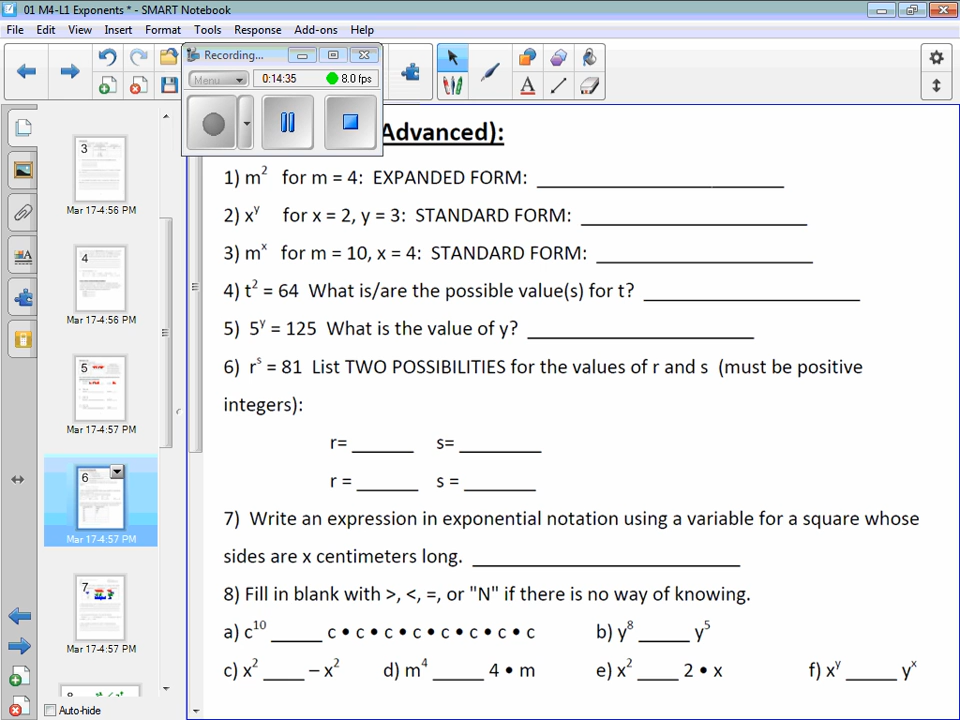 01 M4-L1 Exponents * - SMART Notebook
File Edit View Insert Format Tools Response Add-ons Help
Recording...
Menu 0:14:35 8.0 fps
Advanced):
1) m² for m = 4: EXPANDED FORM: ____________________
2) xʸ for x = 2, y = 3: STANDARD FORM: ____________________
3) mˣ for m = 10, x = 4: STANDARD FORM: ____________________
4) t² = 64 What is/are the possible value(s) for t? ____________________
5) 5ʸ = 125 What is the value of y? ____________________
6) rˢ = 81 List TWO POSSIBILITIES for the values of r and s (must be positive
integers):
r= ______ s= ________
r = ______ s = _______
7) Write an expression in exponential notation using a variable for a square whose
sides are x centimeters long. ____________________
8) Fill in blank with >, <, =, or "N" if there is no way of knowing.
a) c¹⁰ _____ c • c • c • c • c • c • c • c b) y⁸ _____ y⁵
c) x² ____ – x² d) m⁴ _____ 4 • m e) x² ____ 2 • x f) xʸ _____ yˣ
3
Mar 17-4:56 PM
4
Mar 17-4:56 PM
5
Mar 17-4:57 PM
6
Mar 17-4:57 PM
7
Mar 17-4:57 PM
8
Auto-hide